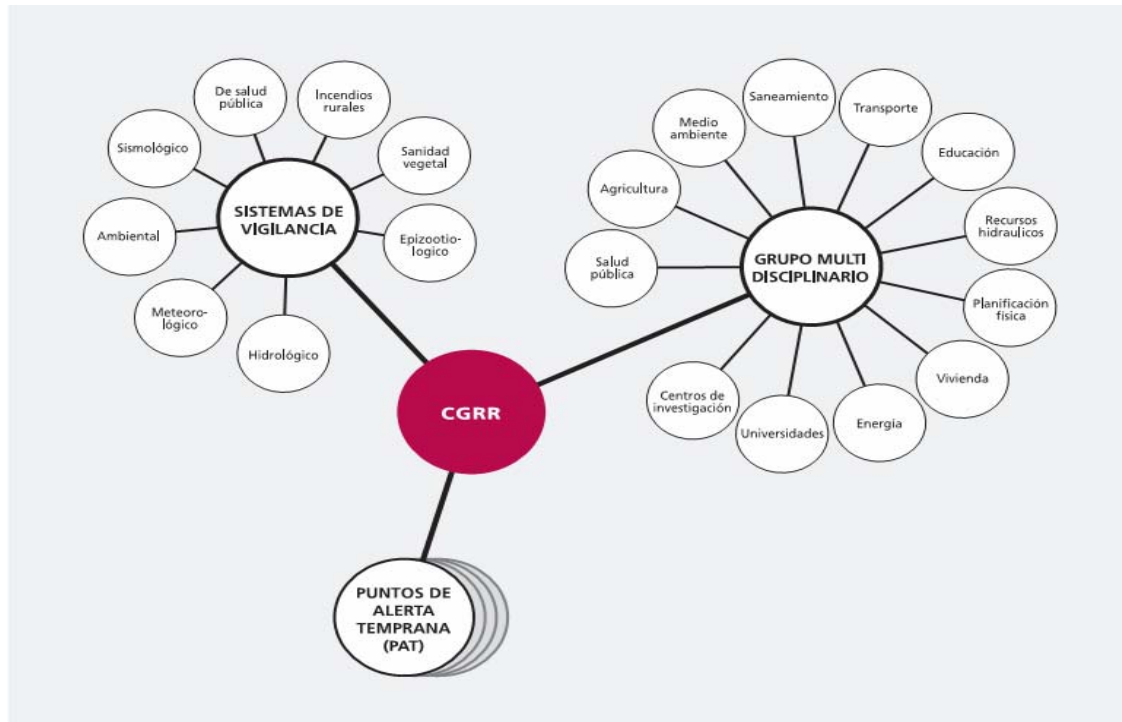 De salud
pública
Incendios
rurales
Sismológico
Sanidad
vegetal
SISTEMAS DE
VIGILANCIA
Ambiental
Epizootio-
logico
Meteoro-
lógico
Hidrológico
Saneamiento
Transporte
Medio
ambiente
Educación
Agricultura
Recursos
hidraulicos
GRUPO MULTI
DISCIPLINARIO
Salud
pública
Planificación
física
Vivienda
Centros de
investigación
Universidades
Energía
CGRR
PUNTOS DE
ALERTA
TEMPRANA
(PAT)